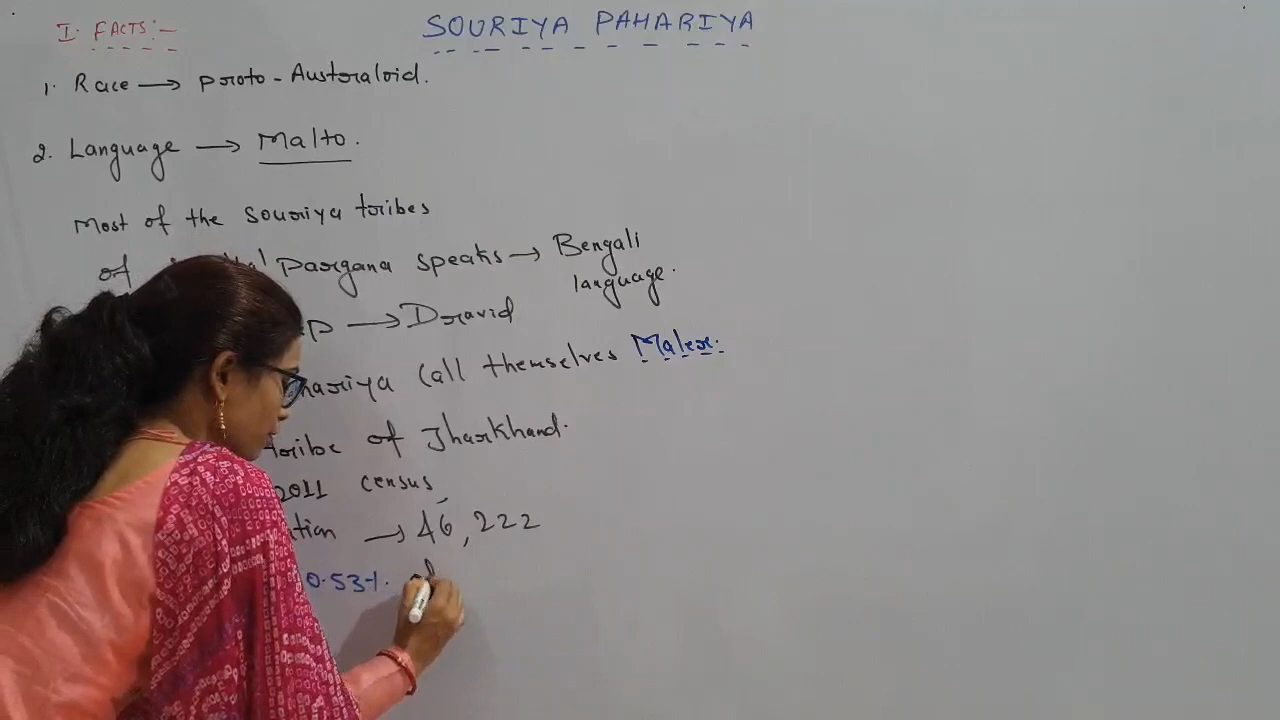 SOURIYA PAHARIYA
I. FACTS:-
1. Race → Proto-Australoid.
2. Language → Malto.
Most of the Souriya tribes
of Pargana speaks → Bengali
language.
→ Dravid
call themselves Maler.
tribe of Jharkhand.
2011 census
→ 46,222
0.53%.